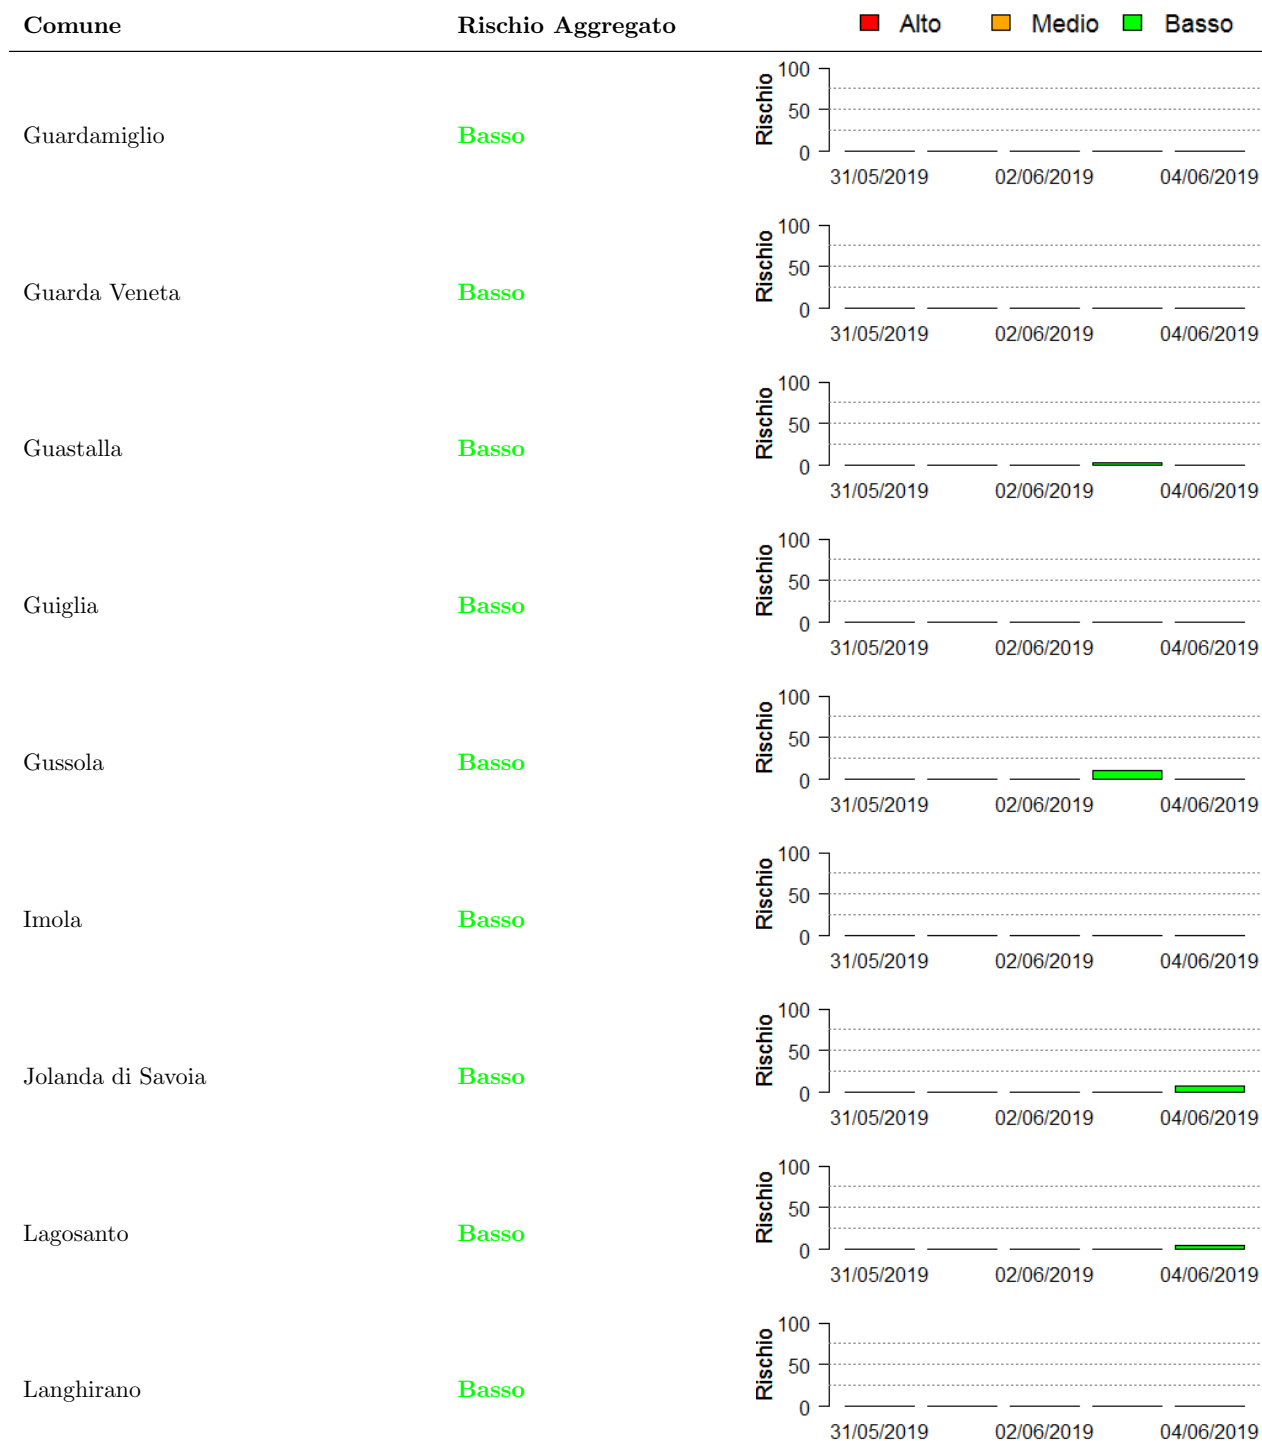 Comune Rischio Aggregato Alto Medio Basso
Guardamiglio Basso
Rischio
100
50
0
31/05/2019 02/06/2019 04/06/2019
Guarda Veneta Basso
Rischio
100
50
0
31/05/2019 02/06/2019 04/06/2019
Guastalla Basso
Rischio
100
50
0
31/05/2019 02/06/2019 04/06/2019
Guiglia Basso
Rischio
100
50
0
31/05/2019 02/06/2019 04/06/2019
Gussola Basso
Rischio
100
50
0
31/05/2019 02/06/2019 04/06/2019
Imola Basso
Rischio
100
50
0
31/05/2019 02/06/2019 04/06/2019
Jolanda di Savoia Basso
Rischio
100
50
0
31/05/2019 02/06/2019 04/06/2019
Lagosanto Basso
Rischio
100
50
0
31/05/2019 02/06/2019 04/06/2019
Langhirano Basso
Rischio
100
50
0
31/05/2019 02/06/2019 04/06/2019